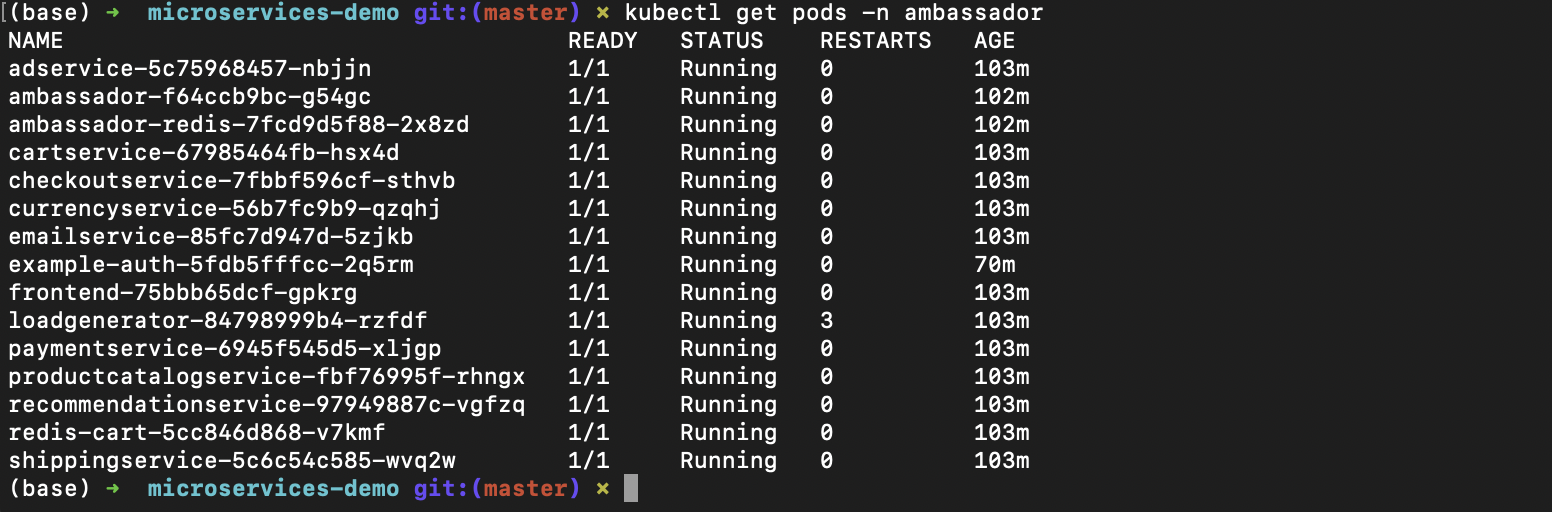 (base) ➜ microservices-demo git:(master) × kubectl get pods -n ambassador
NAME READY STATUS RESTARTS AGE
adservice-5c75968457-nbjjn 1/1 Running 0 103m
ambassador-f64ccb9bc-g54gc 1/1 Running 0 102m
ambassador-redis-7fcd9d5f88-2x8zd 1/1 Running 0 102m
cartservice-67985464fb-hsx4d 1/1 Running 0 103m
checkoutservice-7fbbf596cf-sthvb 1/1 Running 0 103m
currencyservice-56b7fc9b9-qzqhj 1/1 Running 0 103m
emailservice-85fc7d947d-5zjkb 1/1 Running 0 103m
example-auth-5fdb5fffcc-2q5rm 1/1 Running 0 70m
frontend-75bbb65dcf-gpkrg 1/1 Running 0 103m
loadgenerator-84798999b4-rzfdf 1/1 Running 3 103m
paymentservice-6945f545d5-xljgp 1/1 Running 0 103m
productcatalogservice-fbf76995f-rhngx 1/1 Running 0 103m
recommendationservice-97949887c-vgfzq 1/1 Running 0 103m
redis-cart-5cc846d868-v7kmf 1/1 Running 0 103m
shippingservice-5c6c54c585-wvq2w 1/1 Running 0 103m
(base) ➜ microservices-demo git:(master) ×